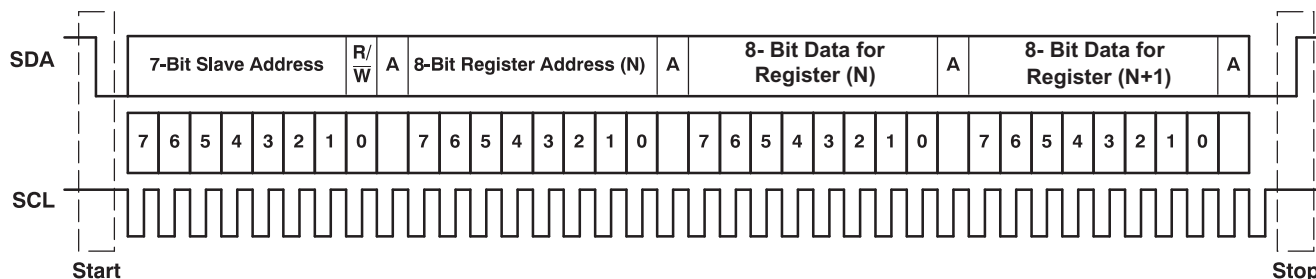 SDA
7-Bit Slave Address
R/
W
A
8-Bit Register Address (N)
A
8- Bit Data for
Register (N)
A
8- Bit Data for
Register (N+1)
A
7 6 5 4 3 2 1 0 7 6 5 4 3 2 1 0 7 6 5 4 3 2 1 0 7 6 5 4 3 2 1 0
SCL
Start
Stop